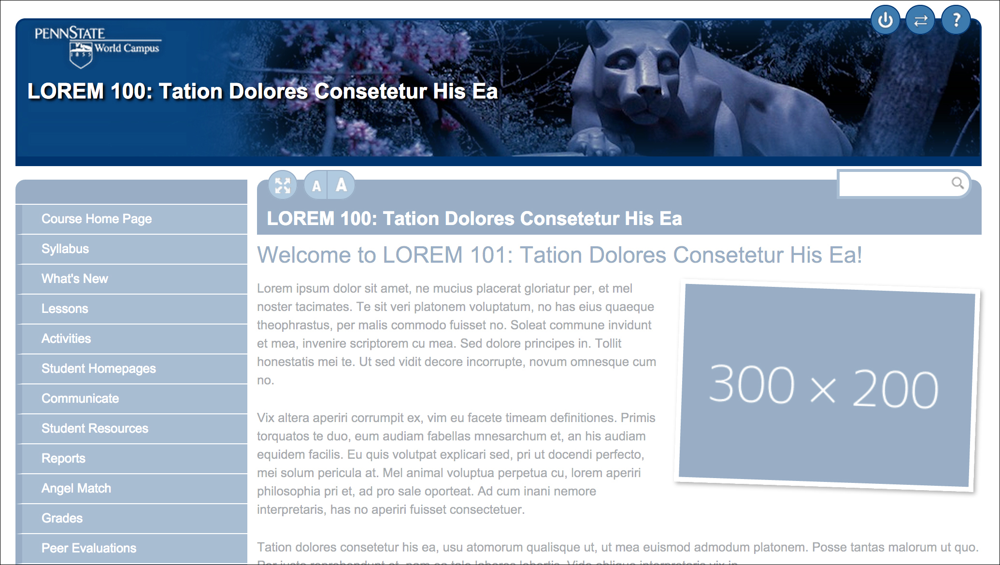 PENNSTATE
World Campus
1855
LOREM 100: Tation Dolores Consetetur His Ea
?
A A
LOREM 100: Tation Dolores Consetetur His Ea
Course Home Page
Syllabus
What's New
Lessons
Activities
Student Homepages
Communicate
Student Resources
Reports
Angel Match
Grades
Peer Evaluations
Welcome to LOREM 101: Tation Dolores Consetetur His Ea!
Lorem ipsum dolor sit amet, ne mucius placerat gloriatur per, et mel
noster tacimates. Te sit veri platonem voluptatum, no has eius quaeque
theophrastus, per malis commodo fuisset no. Soleat commune invidunt
et mea, invenire scriptorem cu mea. Sed dolore principes in. Tollit
honestatis mei te. Ut sed vidit decore incorrupte, novum omnesque cum
no.
300 × 200
Vix altera aperiri corrumpit ex, vim eu facete timeam definitiones. Primis
torquatos te duo, eum audiam fabellas mnesarchum et, an his audiam
equidem facilis. Eu quis volutpat explicari sed, pri ut docendi perfecto,
mei solum pericula at. Mel animal voluptua perpetua cu, lorem aperiri
philosophia pri et, ad pro sale oporteat. Ad cum inani nemore
interpretaris, has no aperiri fuisset consectetuer.
Tation dolores consetetur his ea, usu atomorum qualisque ut, ut mea euismod admodum platonem. Posse tantas malorum ut quo.